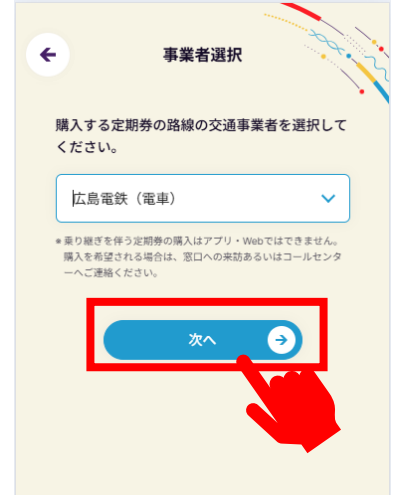 事業者選択
購入する定期券の路線の交通事業者を選択して
ください。
広島電鉄（電車）
※乗り継ぎを伴う定期券の購入はアプリ・Webではできません。
購入を希望される場合は、窓口への来訪あるいはコールセンタ
ーへご連絡ください。
次へ